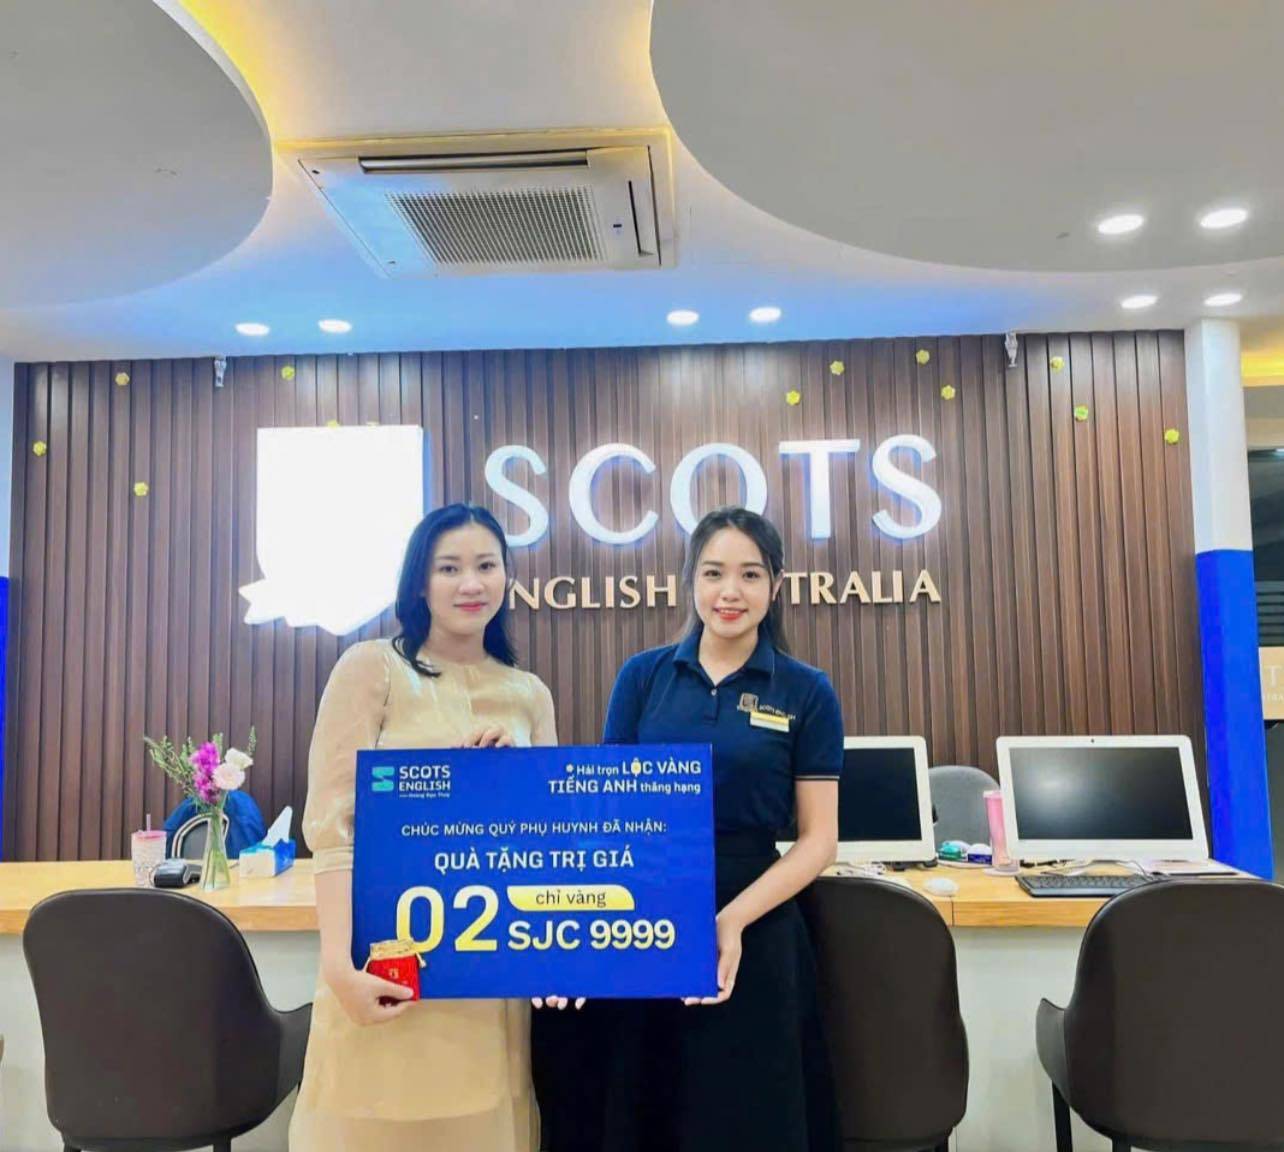 SCOTS
NGLISH TRALIA
SCOTS
ENGLISH
Hái trọn LỘC VÀNG
TIẾNG ANH thăng hạng
CHÚC MỪNG QUÝ PHỤ HUYNH ĐÃ NHẬN:
QUÀ TẶNG TRỊ GIÁ
02 chỉ vàng
SJC 9999